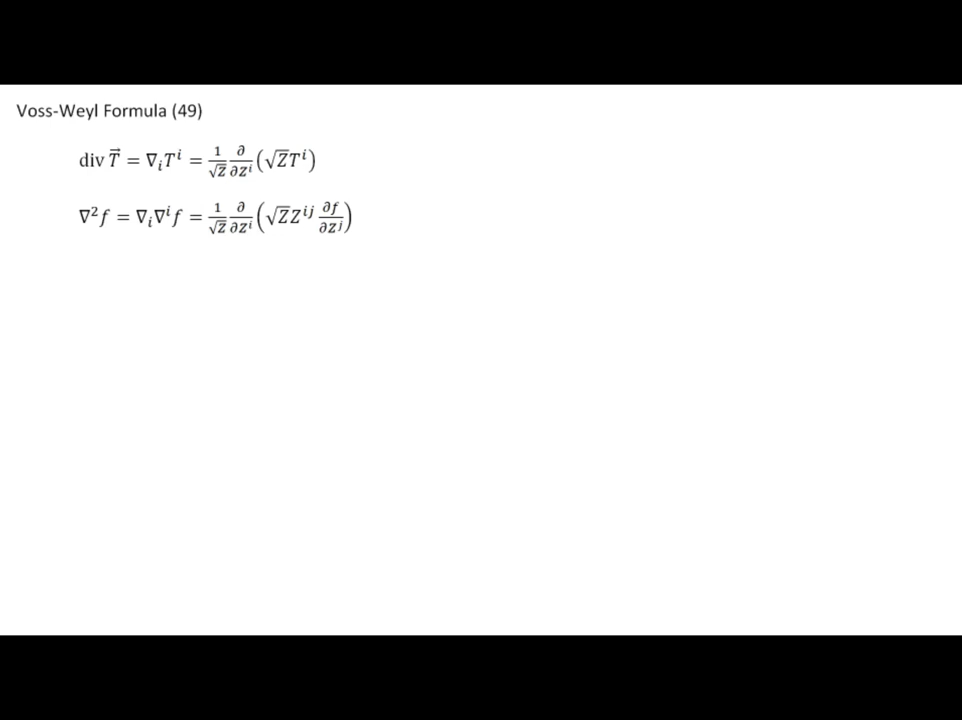 Voss-Weyl Formula (49)
div T⃗ = ∇ᵢTⁱ = 1/√Z ∂/∂Zⁱ (√Z Tⁱ)
∇²f = ∇ᵢ∇ⁱf = 1/√Z ∂/∂Zⁱ (√Z Zⁱʲ ∂f/∂Zʲ)